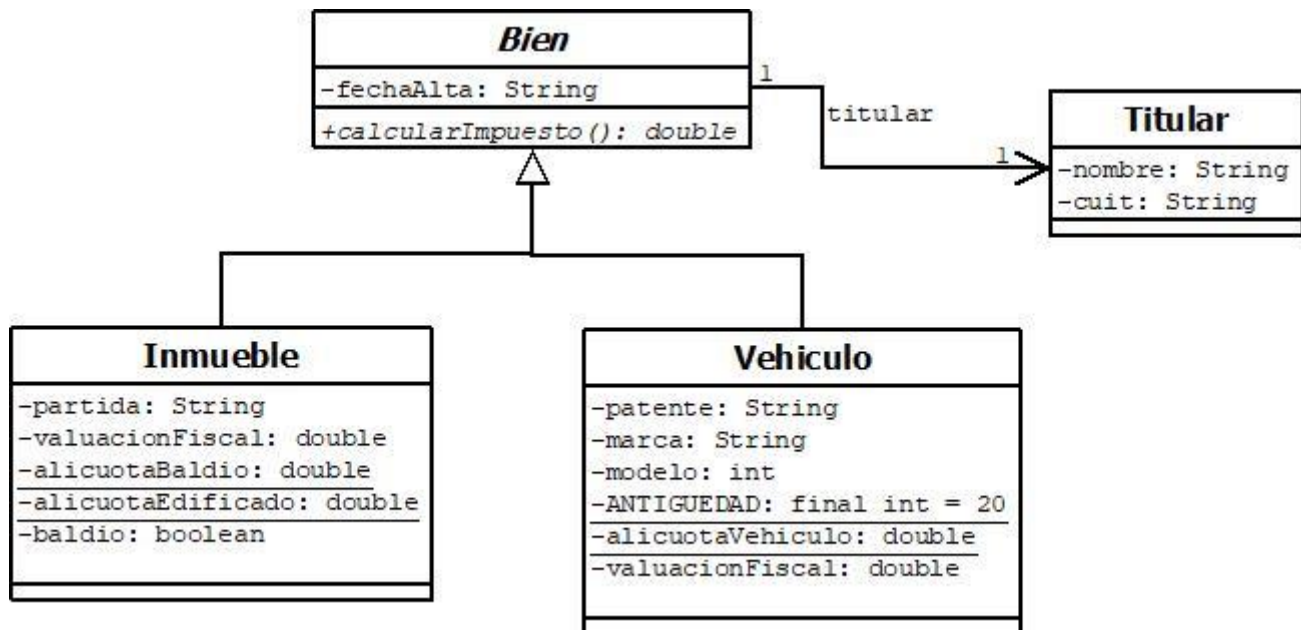 Bien
-fechaAlta: String
+calcularImpuesto(): double
1
titular
1
Titular
-nombre: String
-cuit: String
Inmueble
-partida: String
-valuacionFiscal: double
-alicuotaBaldio: double
-alicuotaEdificado: double
-baldio: boolean
Vehiculo
-patente: String
-marca: String
-modelo: int
-ANTIGUEDAD: final int = 20
-alicuotaVehiculo: double
-valuacionFiscal: double